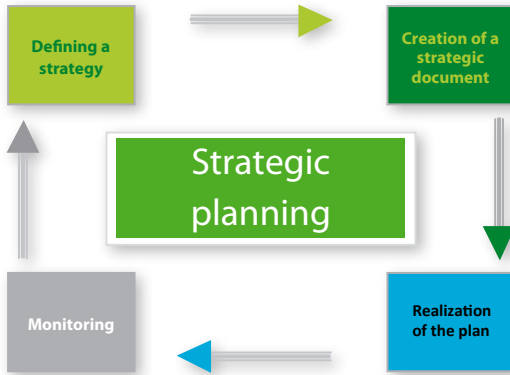 Defining a
strategy
Creation of a
strategic
document
Strategic
planning
Monitoring
Realization
of the plan